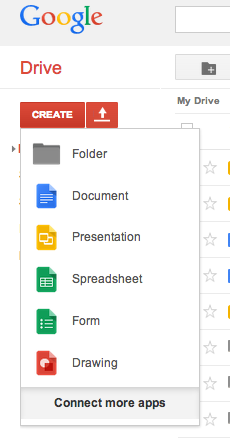 Google
Drive
CREATE
My Drive
Folder
Document
Presentation
Spreadsheet
Form
Drawing
Connect more apps